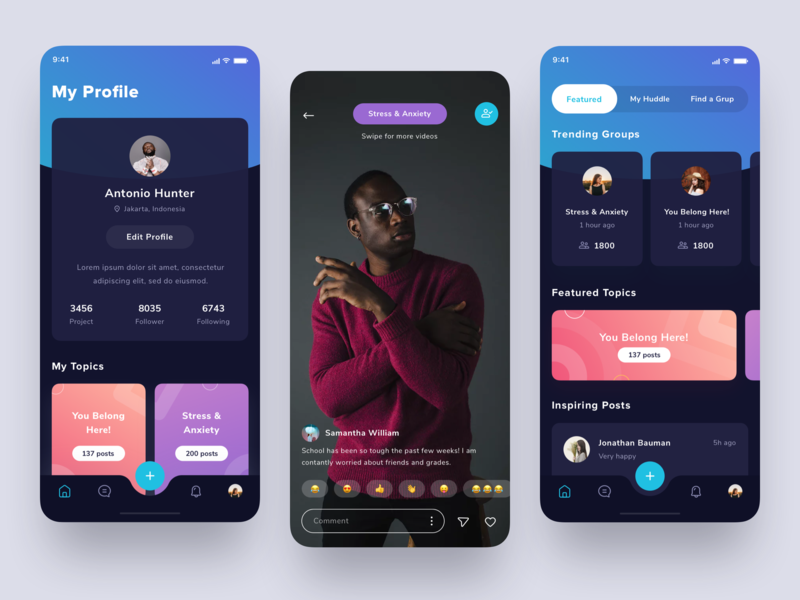 9:41
My Profile
Antonio Hunter
Jakarta, Indonesia
Edit Profile
Lorem ipsum dolor sit amet, consectetur
adipiscing elit, sed do eiusmod.
3456
8035
6743
Project
Follower
Following
My Topics
You Belong
Here!
137 posts
Stress &
Anxiety
200 posts
Stress & Anxiety
Swipe for more videos
Samantha William
School has been so tough the past few weeks! I am
contantly worried about friends and grades.
Comment
9:41
Featured
My Huddle
Find a Grup
Trending Groups
Stress & Anxiety
1 hour ago
1800
You Belong Here!
1 hour ago
1800
Featured Topics
You Belong Here!
137 posts
Inspiring Posts
Jonathan Bauman
5h ago
Very happy